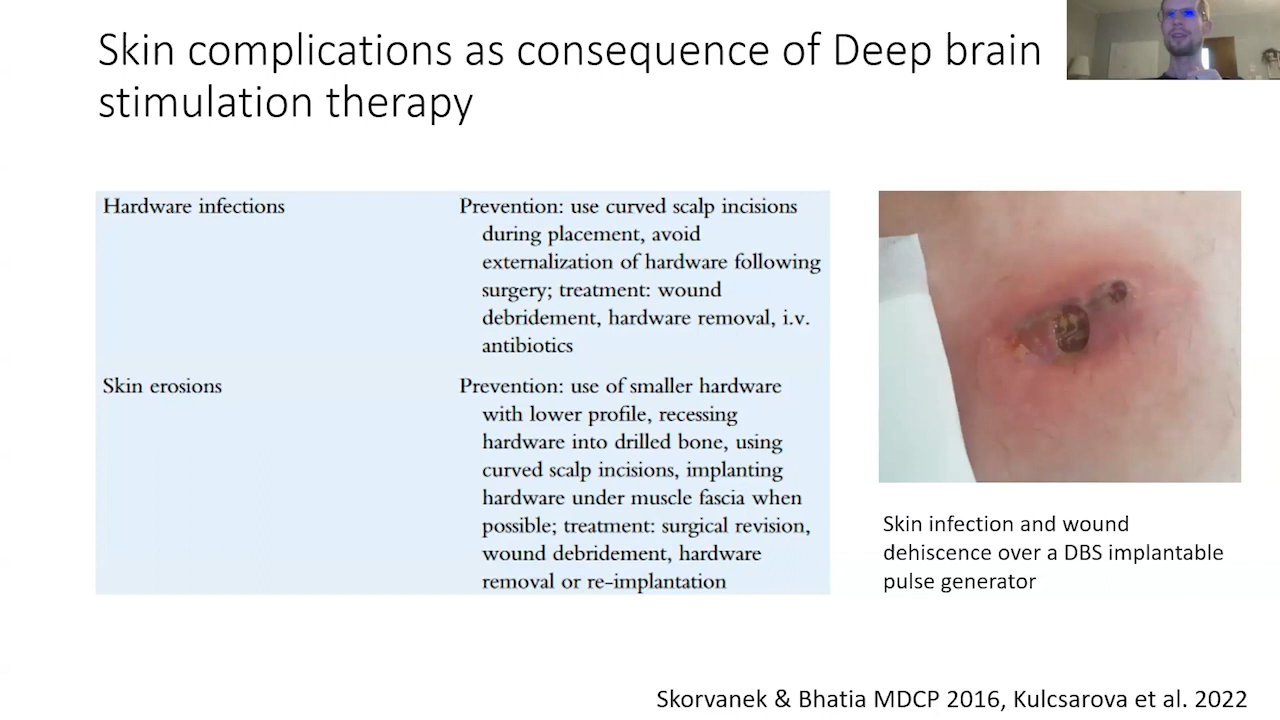 Skin complications as consequence of Deep brain
stimulation therapy
Hardware infections
Prevention: use curved scalp incisions
during placement, avoid
externalization of hardware following
surgery; treatment: wound
debridement, hardware removal, i.v.
antibiotics
Skin erosions
Prevention: use of smaller hardware
with lower profile, recessing
hardware into drilled bone, using
curved scalp incisions, implanting
hardware under muscle fascia when
possible; treatment: surgical revision,
wound debridement, hardware
removal or re-implantation
Skin infection and wound
dehiscence over a DBS implantable
pulse generator
Skorvanek & Bhatia MDCP 2016, Kulcsarova et al. 2022